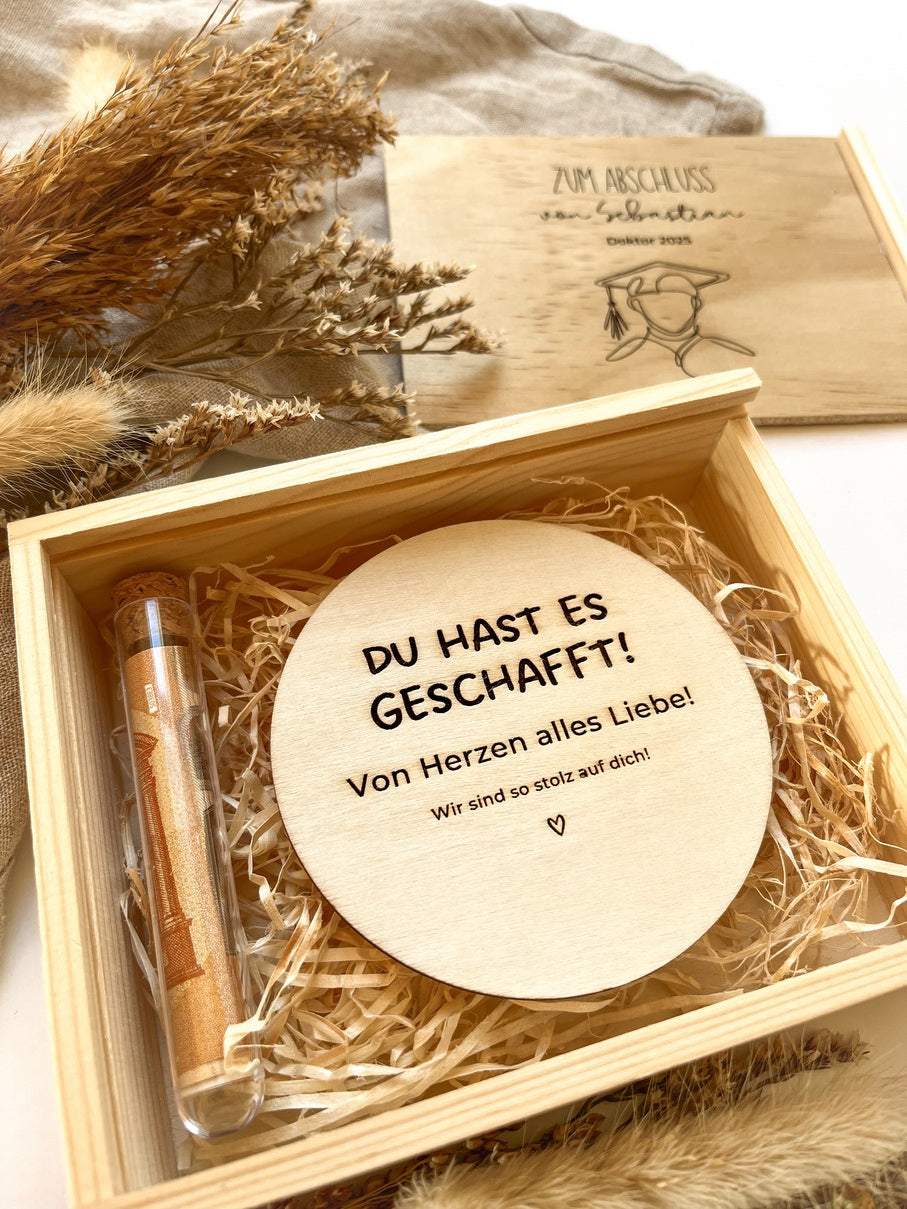 ZUM ABSCHLUSS
von Sebastian
Doktor 2025
DU HAST ES
GESCHAFFT!
Von Herzen alles Liebe!
Wir sind so stolz auf dich!